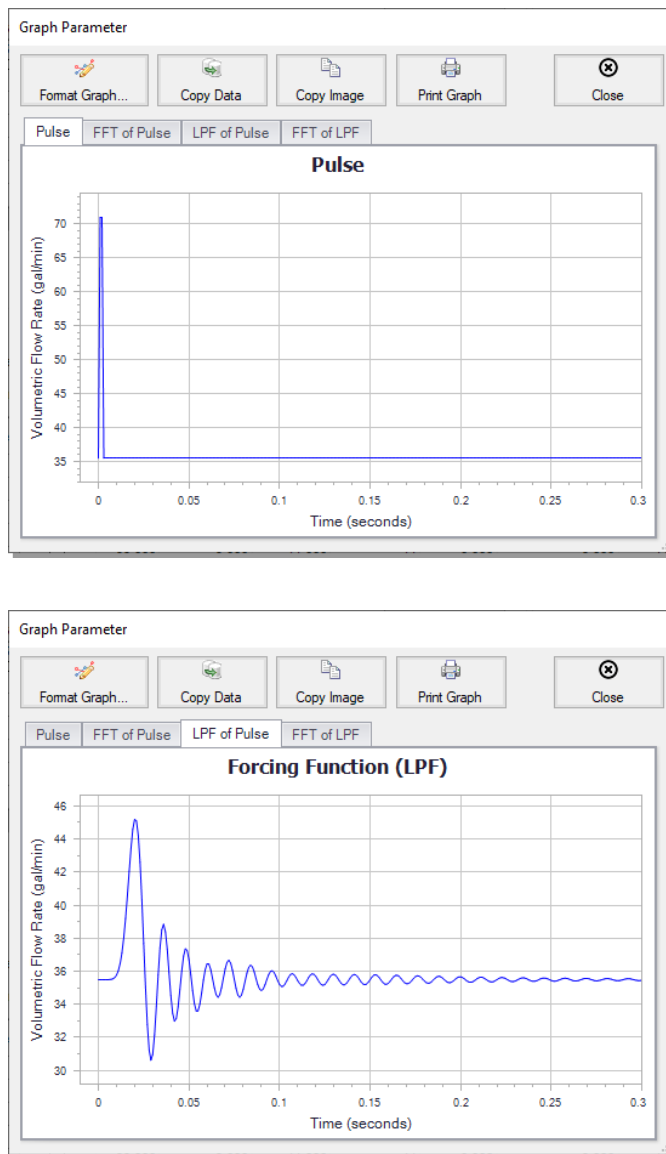 Graph Parameter
Format Graph... Copy Data Copy Image Print Graph Close
Pulse FFT of Pulse LPF of Pulse FFT of LPF
Pulse
Volumetric Flow Rate (gal/min)
70
65
60
55
50
45
40
35
0 0.05 0.1 0.15 0.2 0.25 0.3
Time (seconds)
Graph Parameter
Format Graph... Copy Data Copy Image Print Graph Close
Pulse FFT of Pulse LPF of Pulse FFT of LPF
Forcing Function (LPF)
Volumetric Flow Rate (gal/min)
46
44
42
40
38
36
34
32
30
0 0.05 0.1 0.15 0.2 0.25 0.3
Time (seconds)